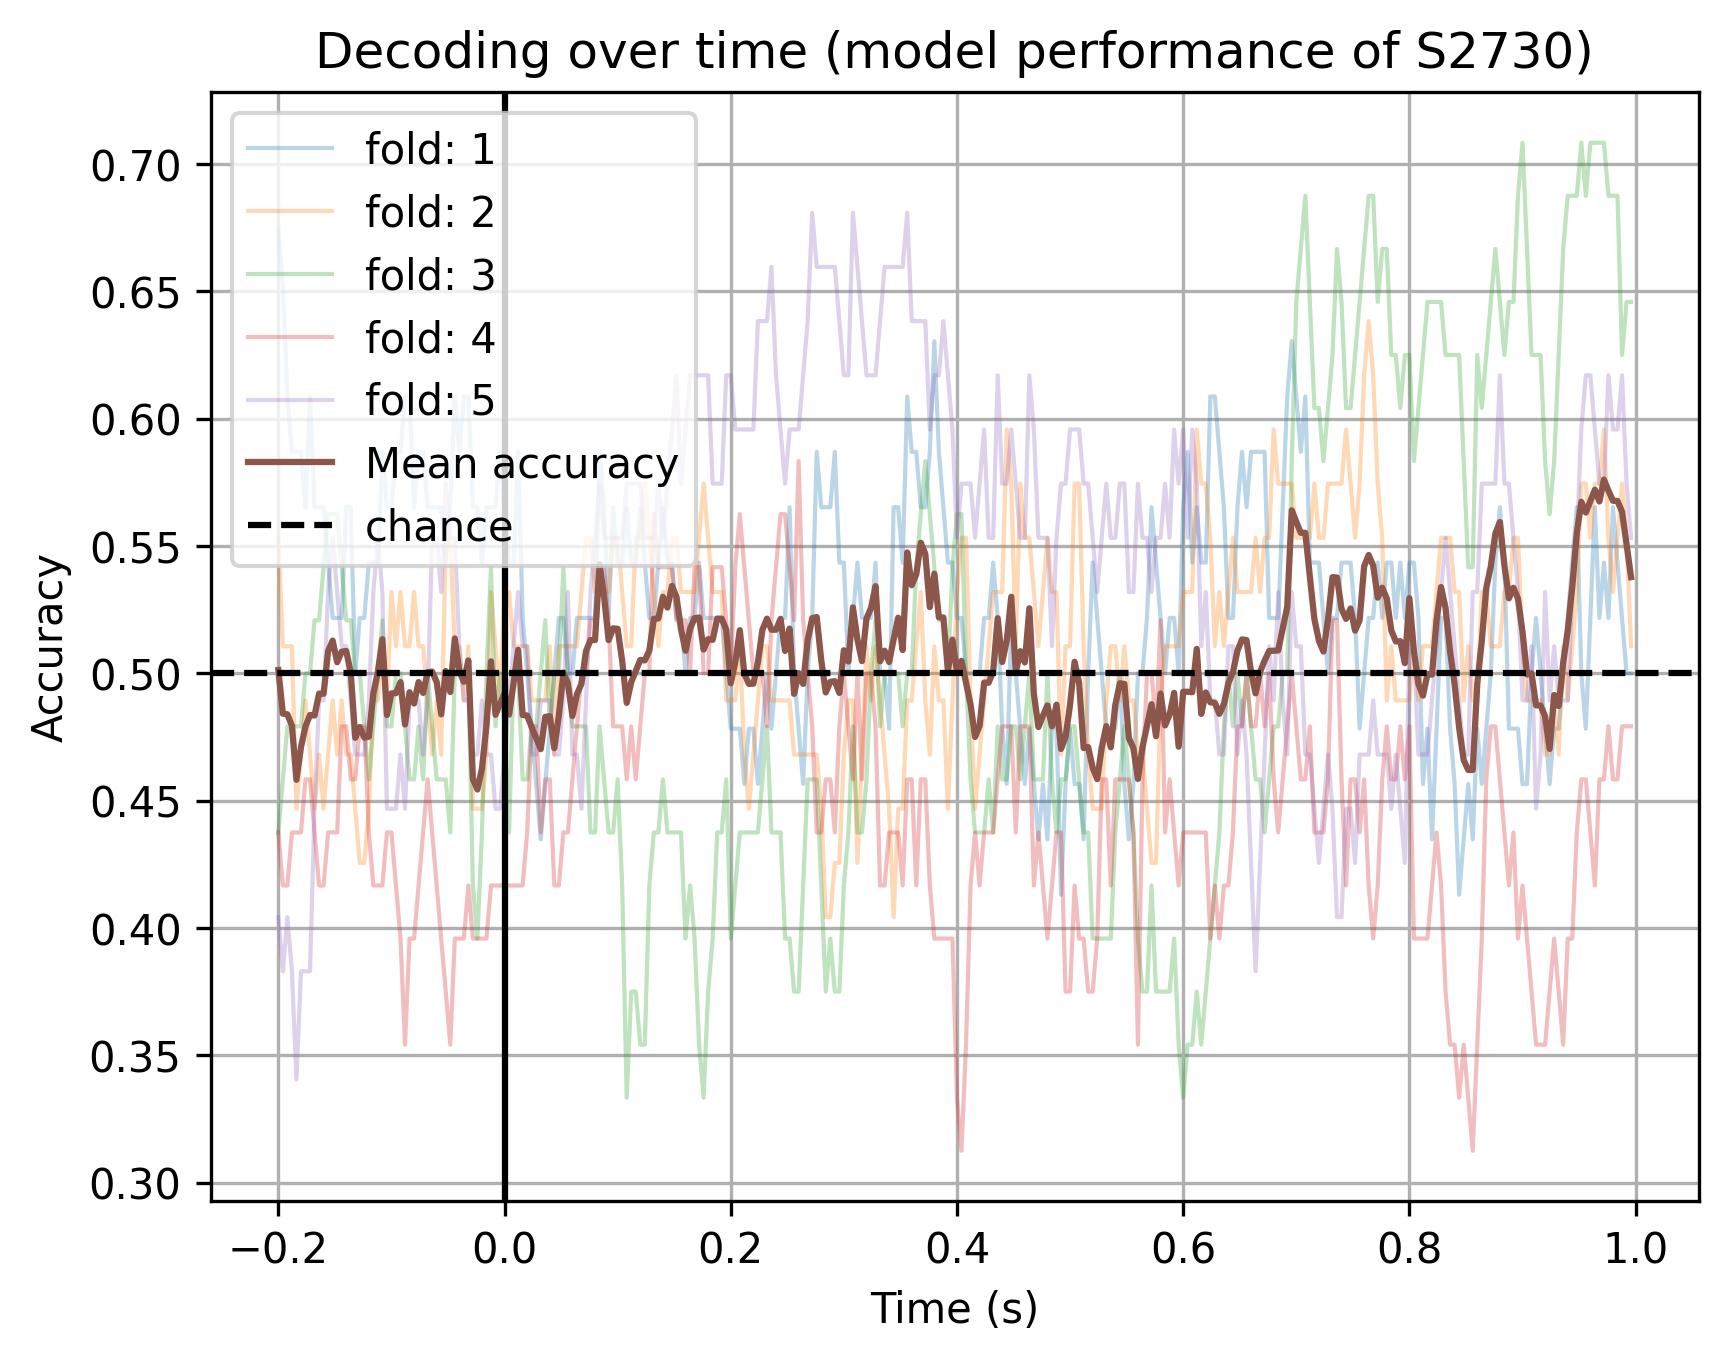 Decoding over time (model performance of S2730)
fold: 1
fold: 2
fold: 3
fold: 4
fold: 5
Mean accuracy
chance
Accuracy
0.70
0.65
0.60
0.55
0.50
0.45
0.40
0.35
0.30
−0.2 0.0 0.2 0.4 0.6 0.8 1.0
Time (s)